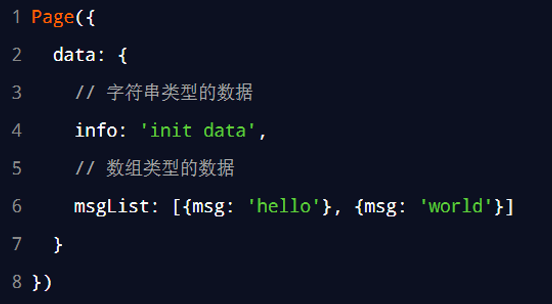 1 Page({
2   data: {
3     // 字符串类型的数据
4     info: 'init data',
5     // 数组类型的数据
6     msgList: [{msg: 'hello'}, {msg: 'world'}]
7   }
8 })